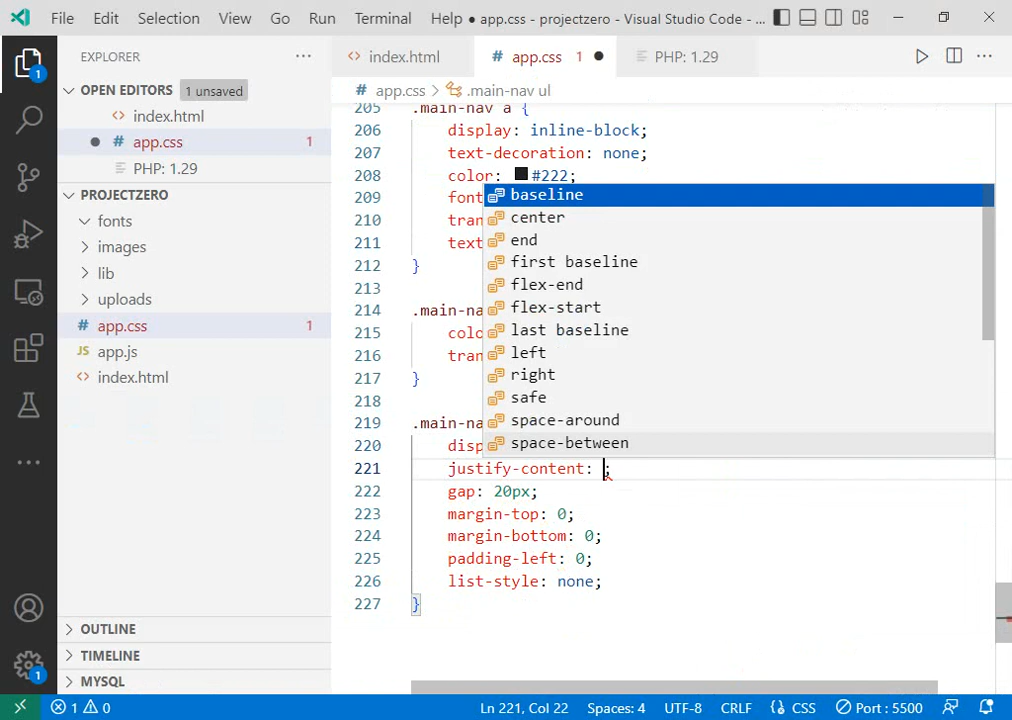 File Edit Selection View Go Run Terminal Help ● app.css - projectzero - Visual Studio Code - ...
EXPLORER
OPEN EDITORS 1 unsaved
index.html
app.css 1
PHP: 1.29
PROJECTZERO
fonts
images
lib
uploads
app.css 1
JS app.js
index.html
OUTLINE
TIMELINE
MYSQL
1
1
index.html
# app.css 1
PHP: 1.29
# app.css > .main-nav ul
205 .main-nav a {
206 display: inline-block;
207 text-decoration: none;
208 color: #222;
209 font
210 tran
211 text
212 }
213
214 .main-na
215 colo
216 tran
217 }
218
219 .main-na
220 disp
221 justify-content: ;
222 gap: 20px;
223 margin-top: 0;
224 margin-bottom: 0;
225 padding-left: 0;
226 list-style: none;
227 }
baseline
center
end
first baseline
flex-end
flex-start
last baseline
left
right
safe
space-around
space-between
1 0 Ln 221, Col 22 Spaces: 4 UTF-8 CRLF {} CSS Port : 5500